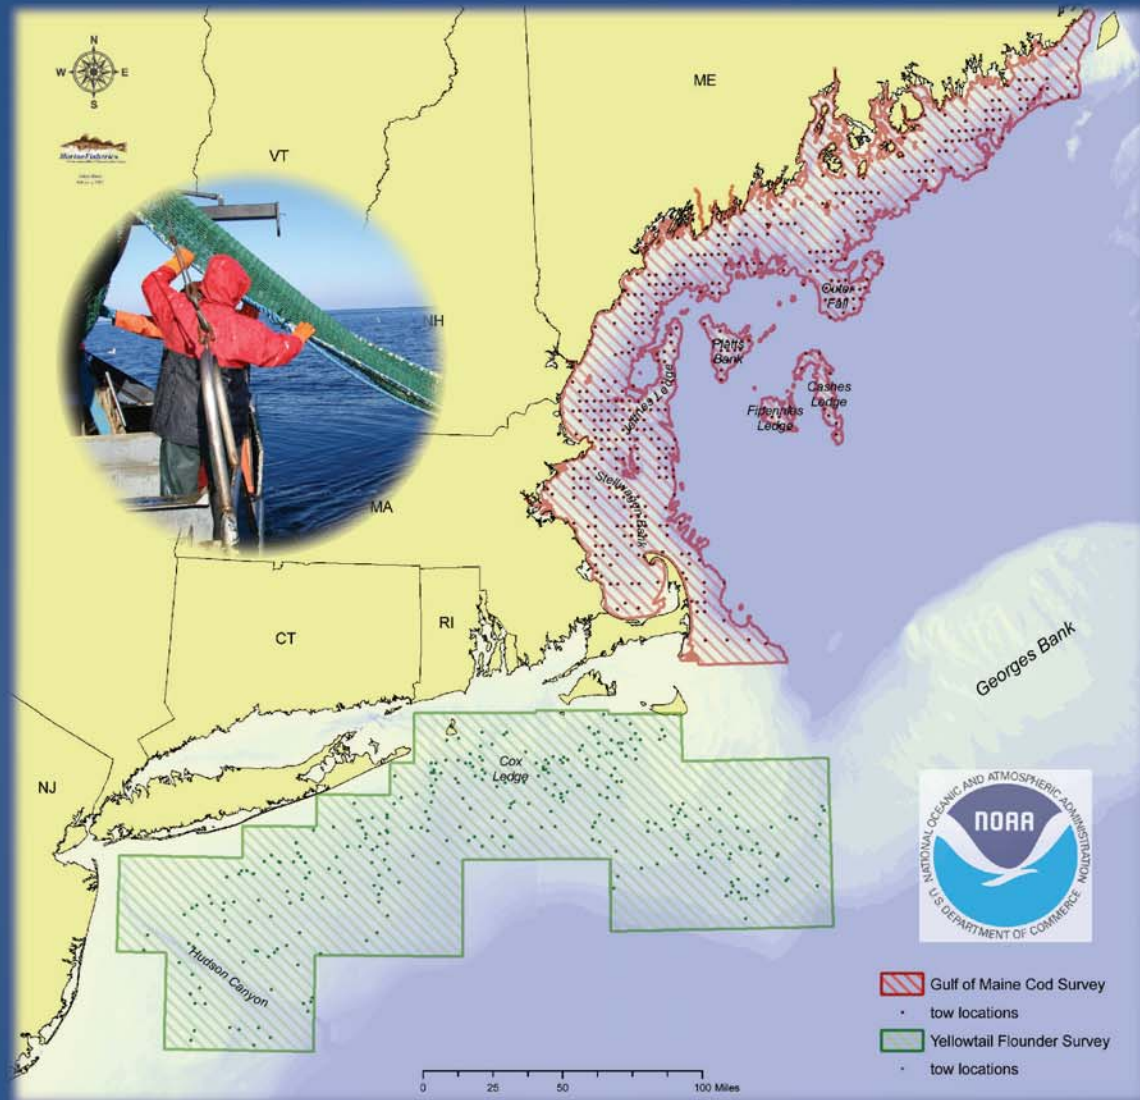 N
W
E
S
Marine Fisheries
ME
VT
NH
MA
CT
RI
NJ
Outer
Fall
Platts
Bank
Cashes
Ledge
Fippennies
Ledge
Jeffreys Ledge
Stellwagen Bank
Georges Bank
Cox
Ledge
Hudson Canyon
NATIONAL OCEANIC AND ATMOSPHERIC ADMINISTRATION
NOAA
U.S. DEPARTMENT OF COMMERCE
Gulf of Maine Cod Survey
tow locations
Yellowtail Flounder Survey
tow locations
0 25 50 100 Miles